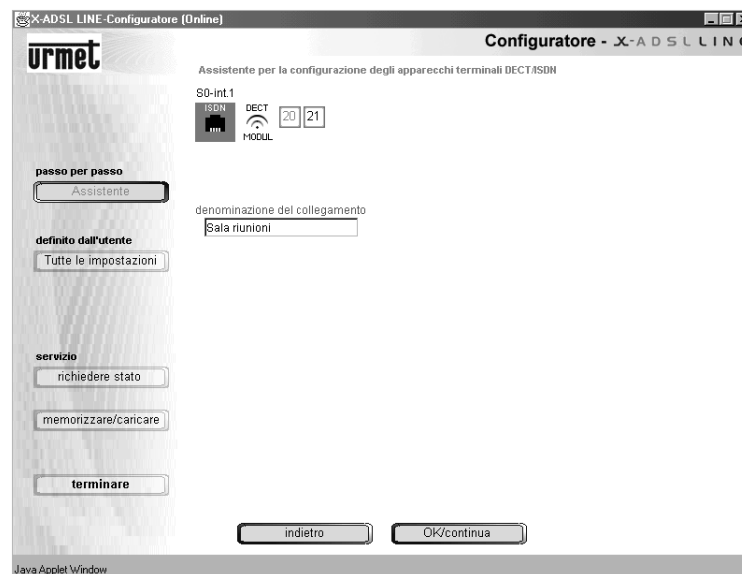 X-ADSL LINE-Configuratore (Online)
urmet
Configuratore - X-ADSL LIN
Assistente per la configurazione degli apparecchi terminali DECT/ISDN
S0-int.1
ISDN
DECT
MODUL
20
21
passo per passo
Assistente
denominazione del collegamento
Sala riunioni
definito dall'utente
Tutte le impostazioni
servizio
richiedere stato
memorizzare/caricare
terminare
indietro
OK/continua
Java Applet Window